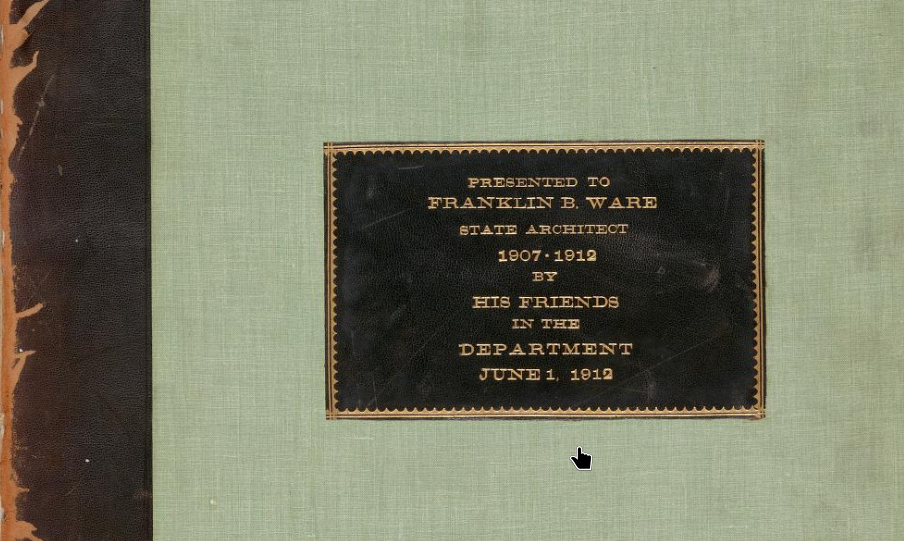 PRESENTED TO
FRANKLIN B. WARE
STATE ARCHITECT
1907 · 1912
BY
HIS FRIENDS
IN THE
DEPARTMENT
JUNE 1, 1912